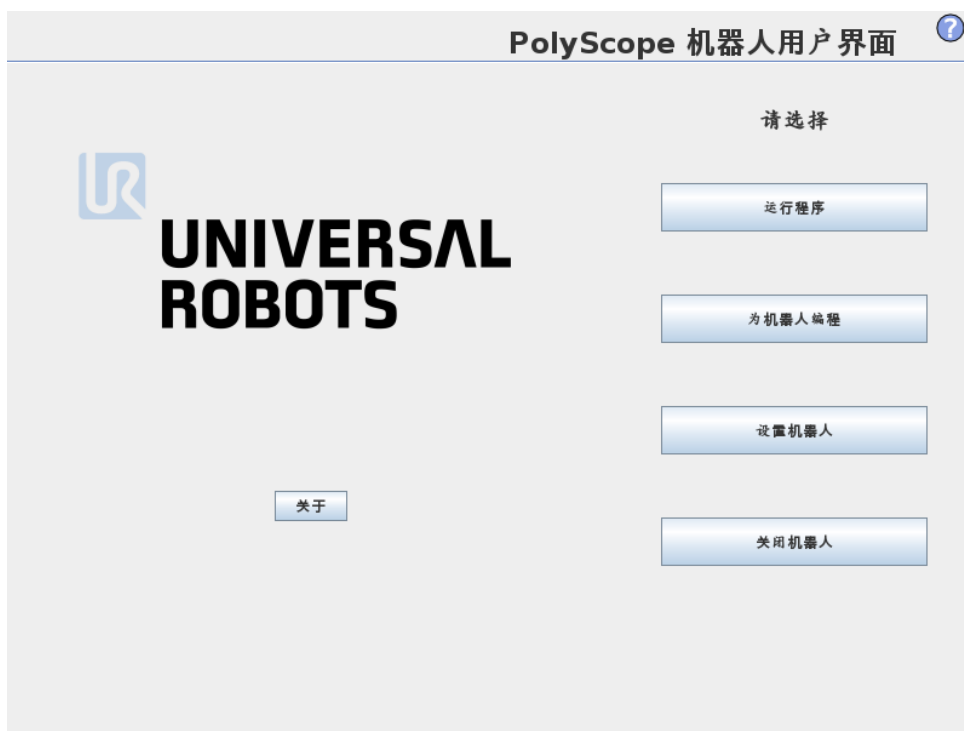 PolyScope 机器人用户界面
?
请选择
UR
UNIVERSAL
ROBOTS
运行程序
为机器人编程
设置机器人
关于
关闭机器人